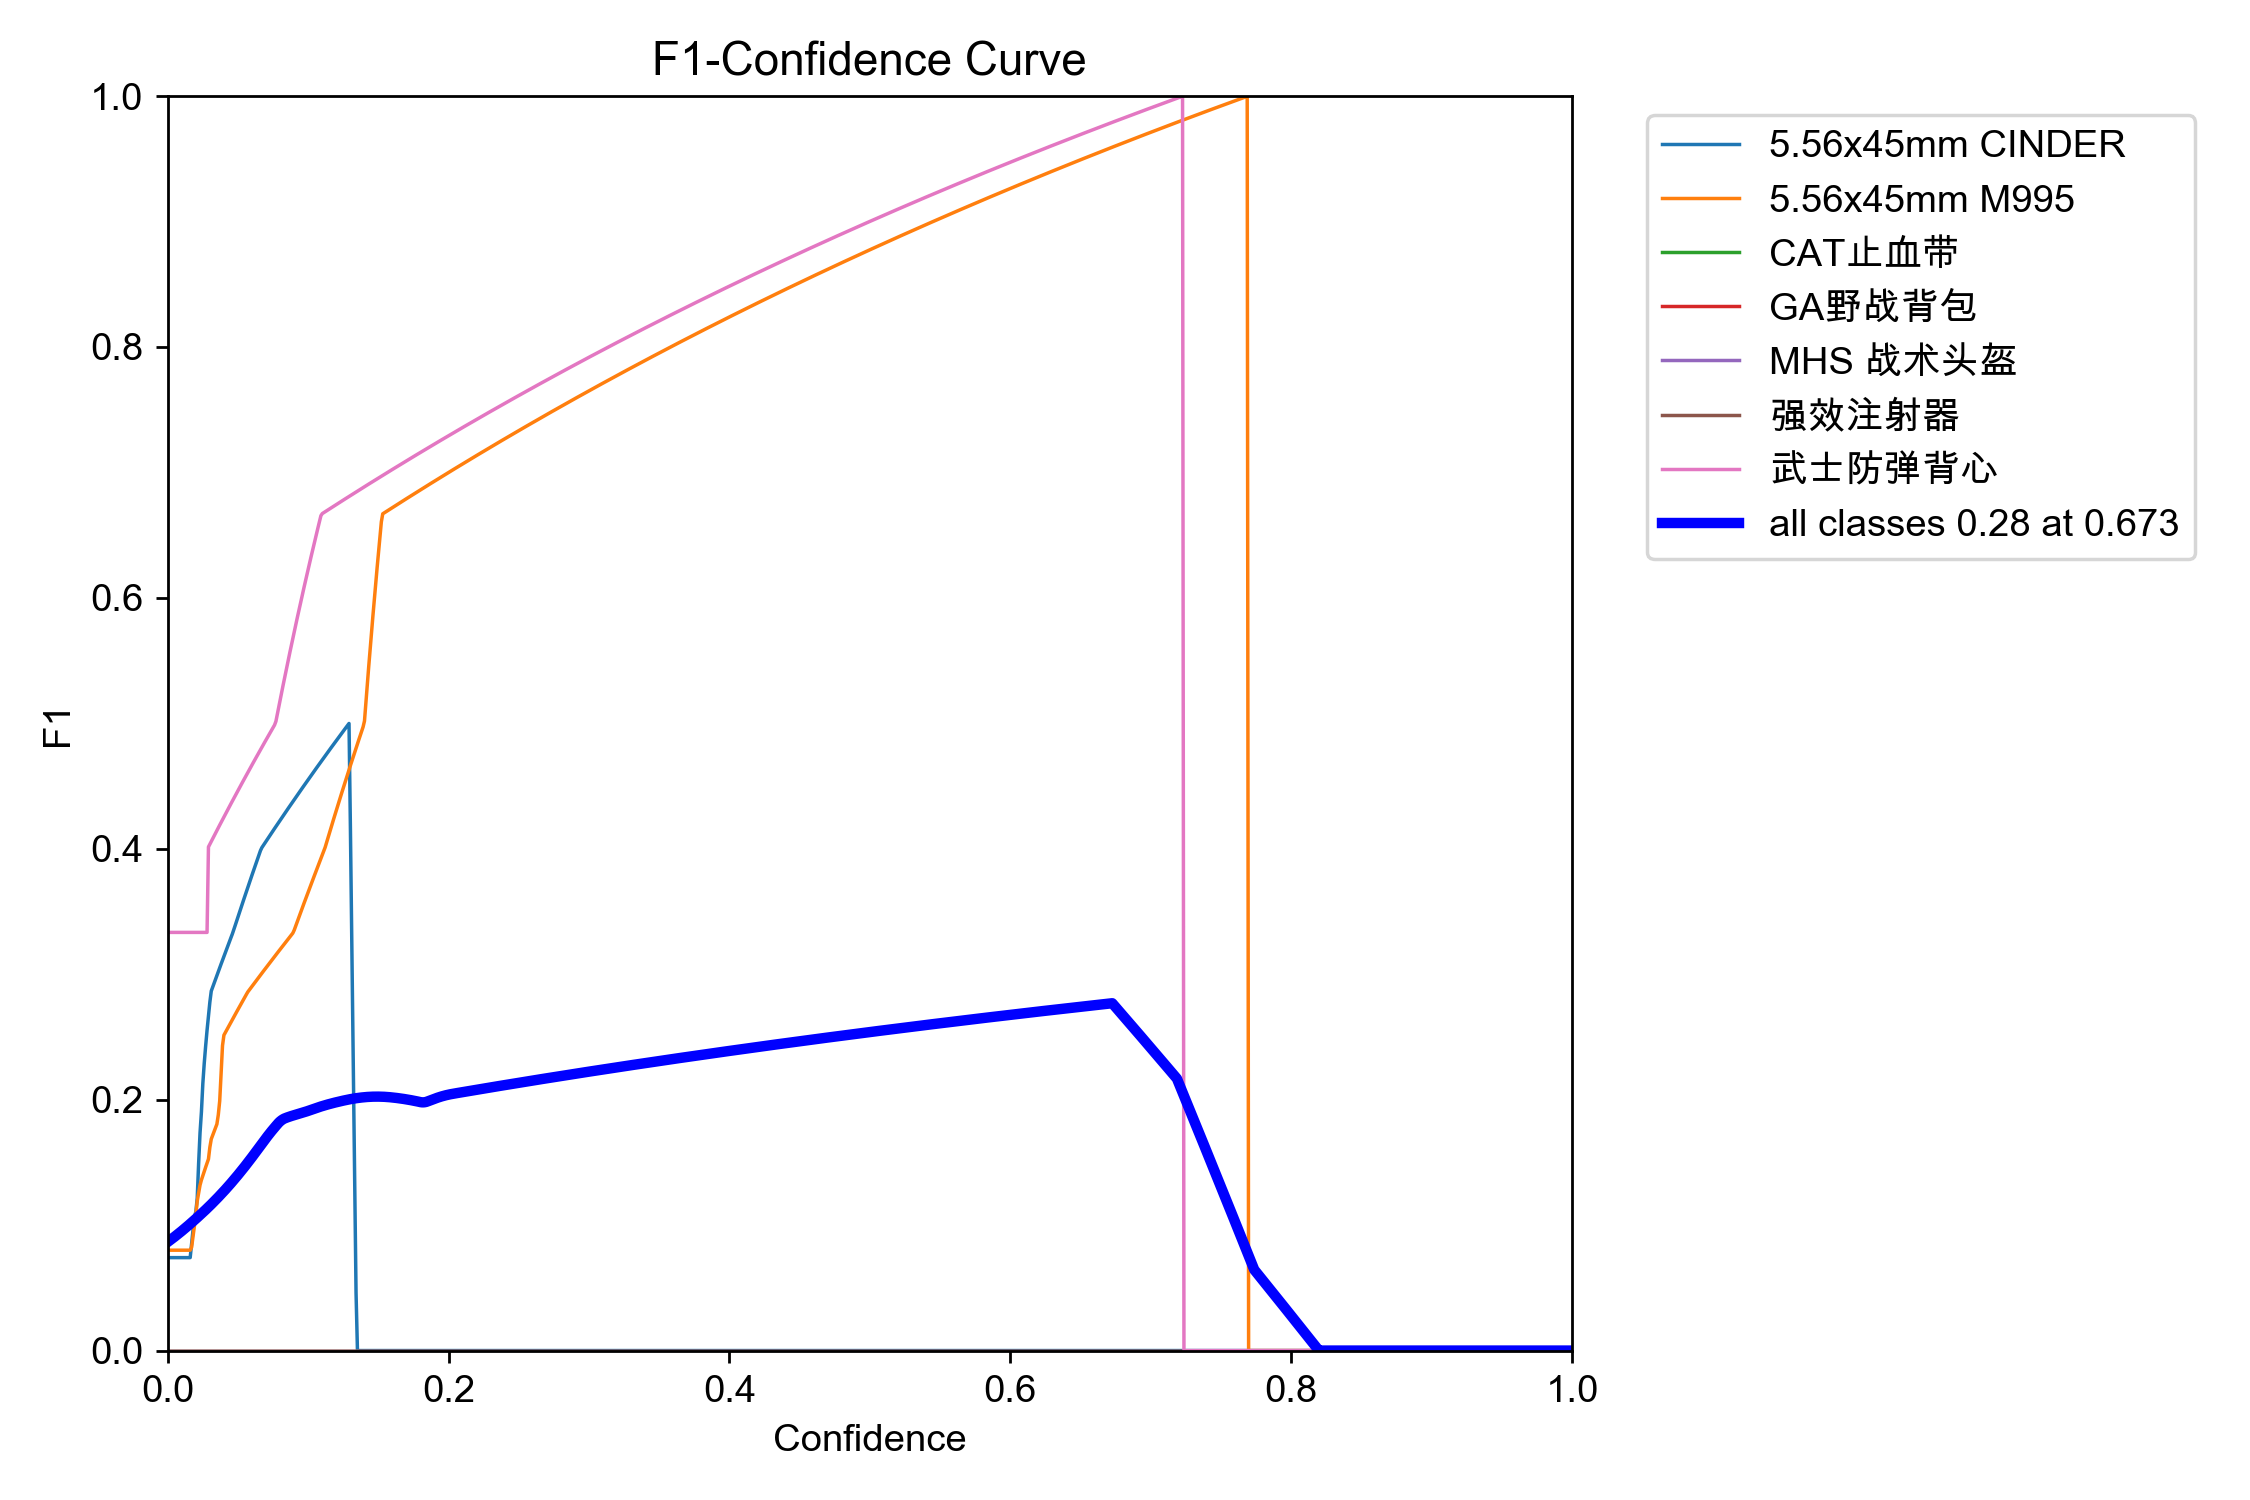 F1-Confidence Curve
1.0
0.8
0.6
0.4
0.2
0.0
F1
0.0 0.2 0.4 0.6 0.8 1.0
Confidence
5.56x45mm CINDER
5.56x45mm M995
CAT止血带
GA野战背包
MHS 战术头盔
强效注射器
武士防弹背心
all classes 0.28 at 0.673